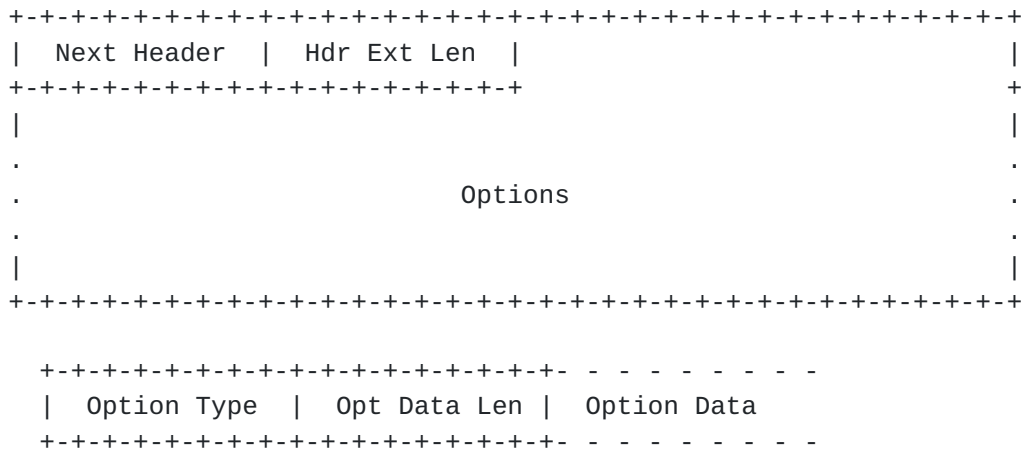 Next Header Hdr Ext Len
Options
Option Type Opt Data Len Option Data